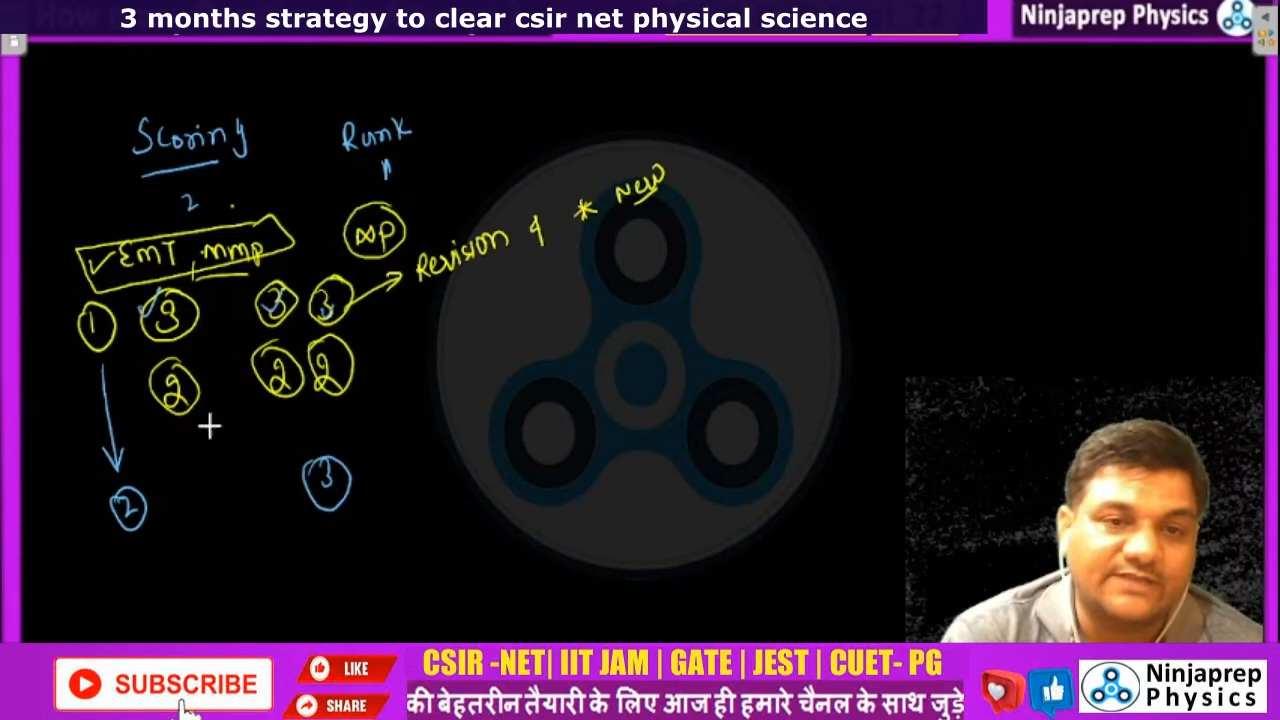 3 months strategy to clear csir net physical science
Ninjaprep Physics
Scoring
Rank
2
EMT, mmp
NP
Revision & * New
1 3 3 3
2 2 2
2 3
SUBSCRIBE
LIKE
SHARE
CSIR -NET| IIT JAM | GATE | JEST | CUET- PG
की बेहतरीन तैयारी के लिए आज ही हमारे चैनल के साथ जुड़े
Ninjaprep
Physics